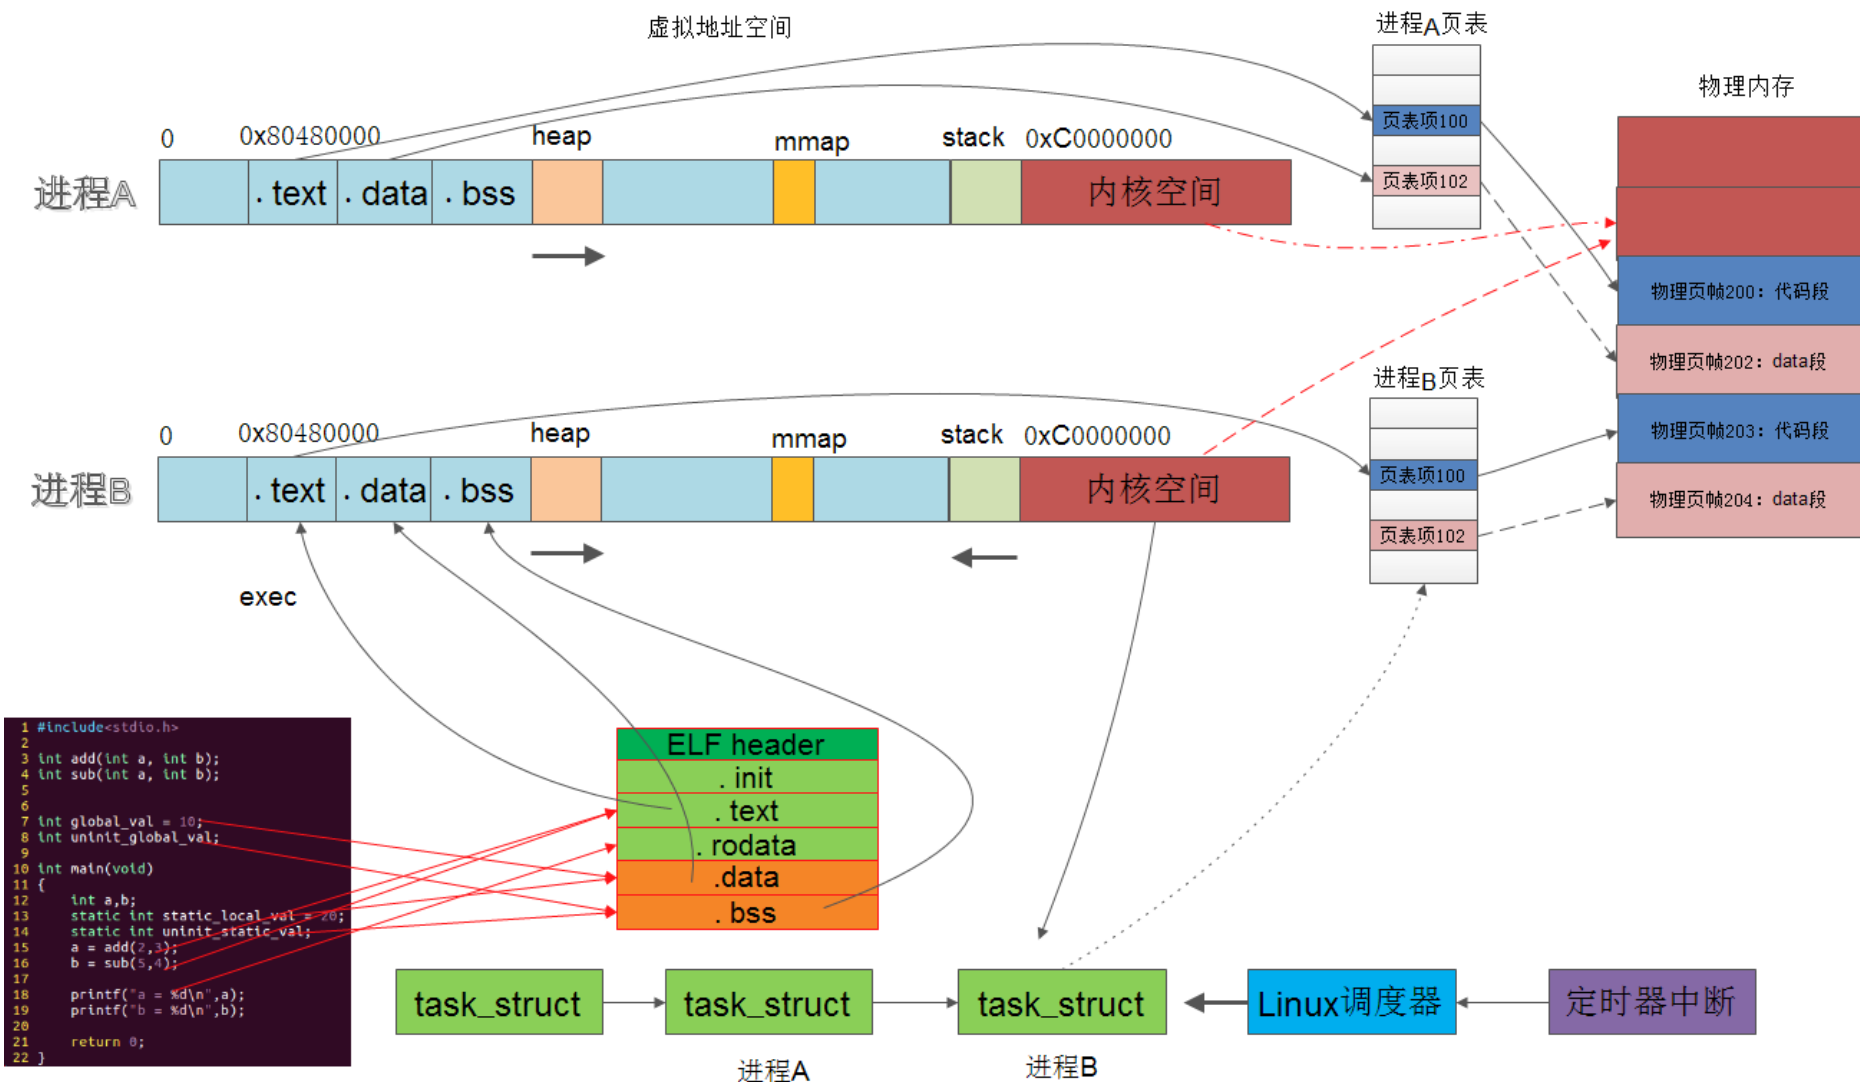 虚拟地址空间
进程A页表
物理内存
0
0x80480000
heap
mmap
stack
0xC0000000
进程A
.text
.data
.bss
内核空间
页表项100
页表项102
物理页帧200：代码段
物理页帧202：data段
物理页帧203：代码段
物理页帧204：data段
进程B页表
0
0x80480000
heap
mmap
stack
0xC0000000
进程B
.text
.data
.bss
内核空间
页表项100
页表项102
exec
1 #include<stdio.h>
2
3 int add(int a, int b);
4 int sub(int a, int b);
5
6
7 int global_val = 10;
8 int uninit_global_val;
9
10 int main(void)
11 {
12 int a,b;
13 static int static_local_val = 20;
14 static int uninit_static_val;
15 a = add(2,3);
16 b = sub(5,4);
17
18 printf("a = %d\n",a);
19 printf("b = %d\n",b);
20
21 return 0;
22 }
ELF header
.init
.text
.rodata
.data
.bss
task_struct
task_struct
task_struct
Linux调度器
定时器中断
进程A
进程B